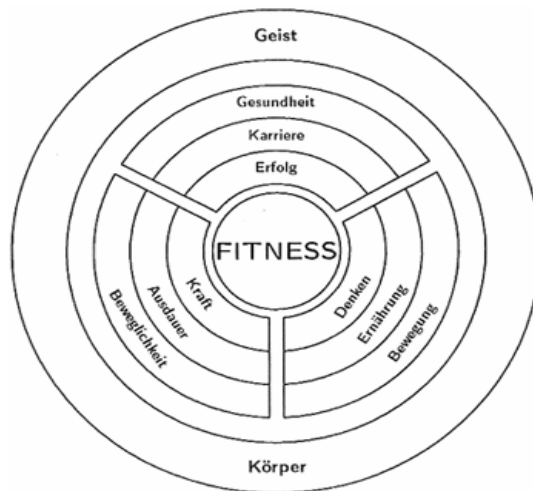 Geist
Gesundheit
Karriere
Erfolg
FITNESS
Kraft
Ausdauer
Beweglichkeit
Denken
Ernährung
Bewegung
Körper